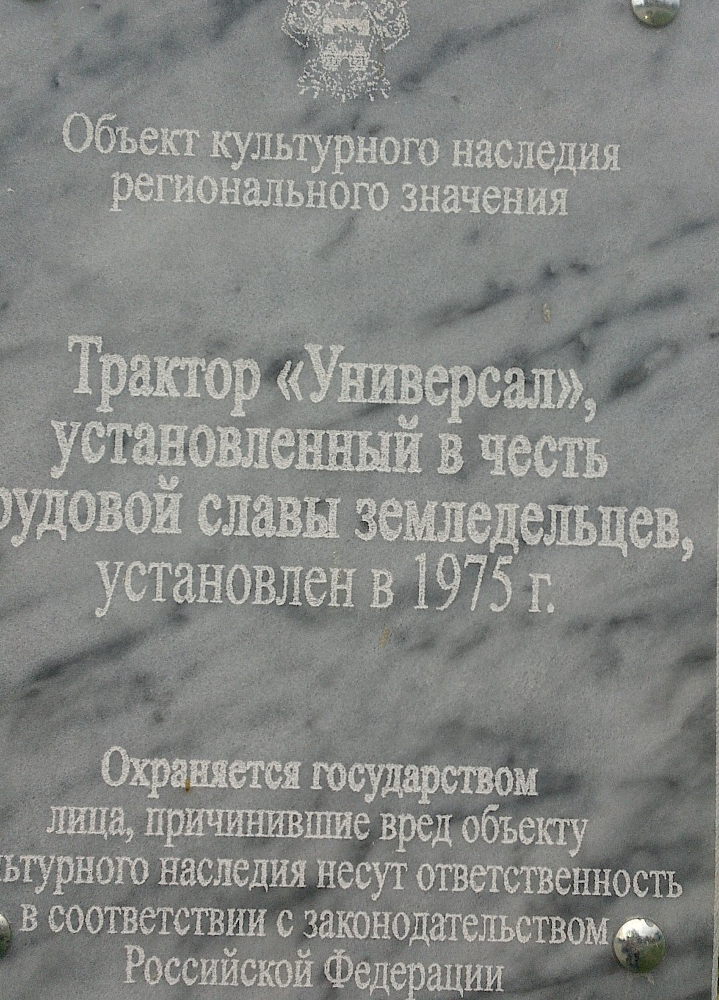 Объект культурного наследия
регионального значения
Трактор «Универсал»,
установленный в честь
рудовой славы земледельцев,
установлен в 1975 г.
Охраняется государством
лица, причинившие вред объекту
льтурного наследия несут ответственность
в соответствии с законодательством
Российской Федерации